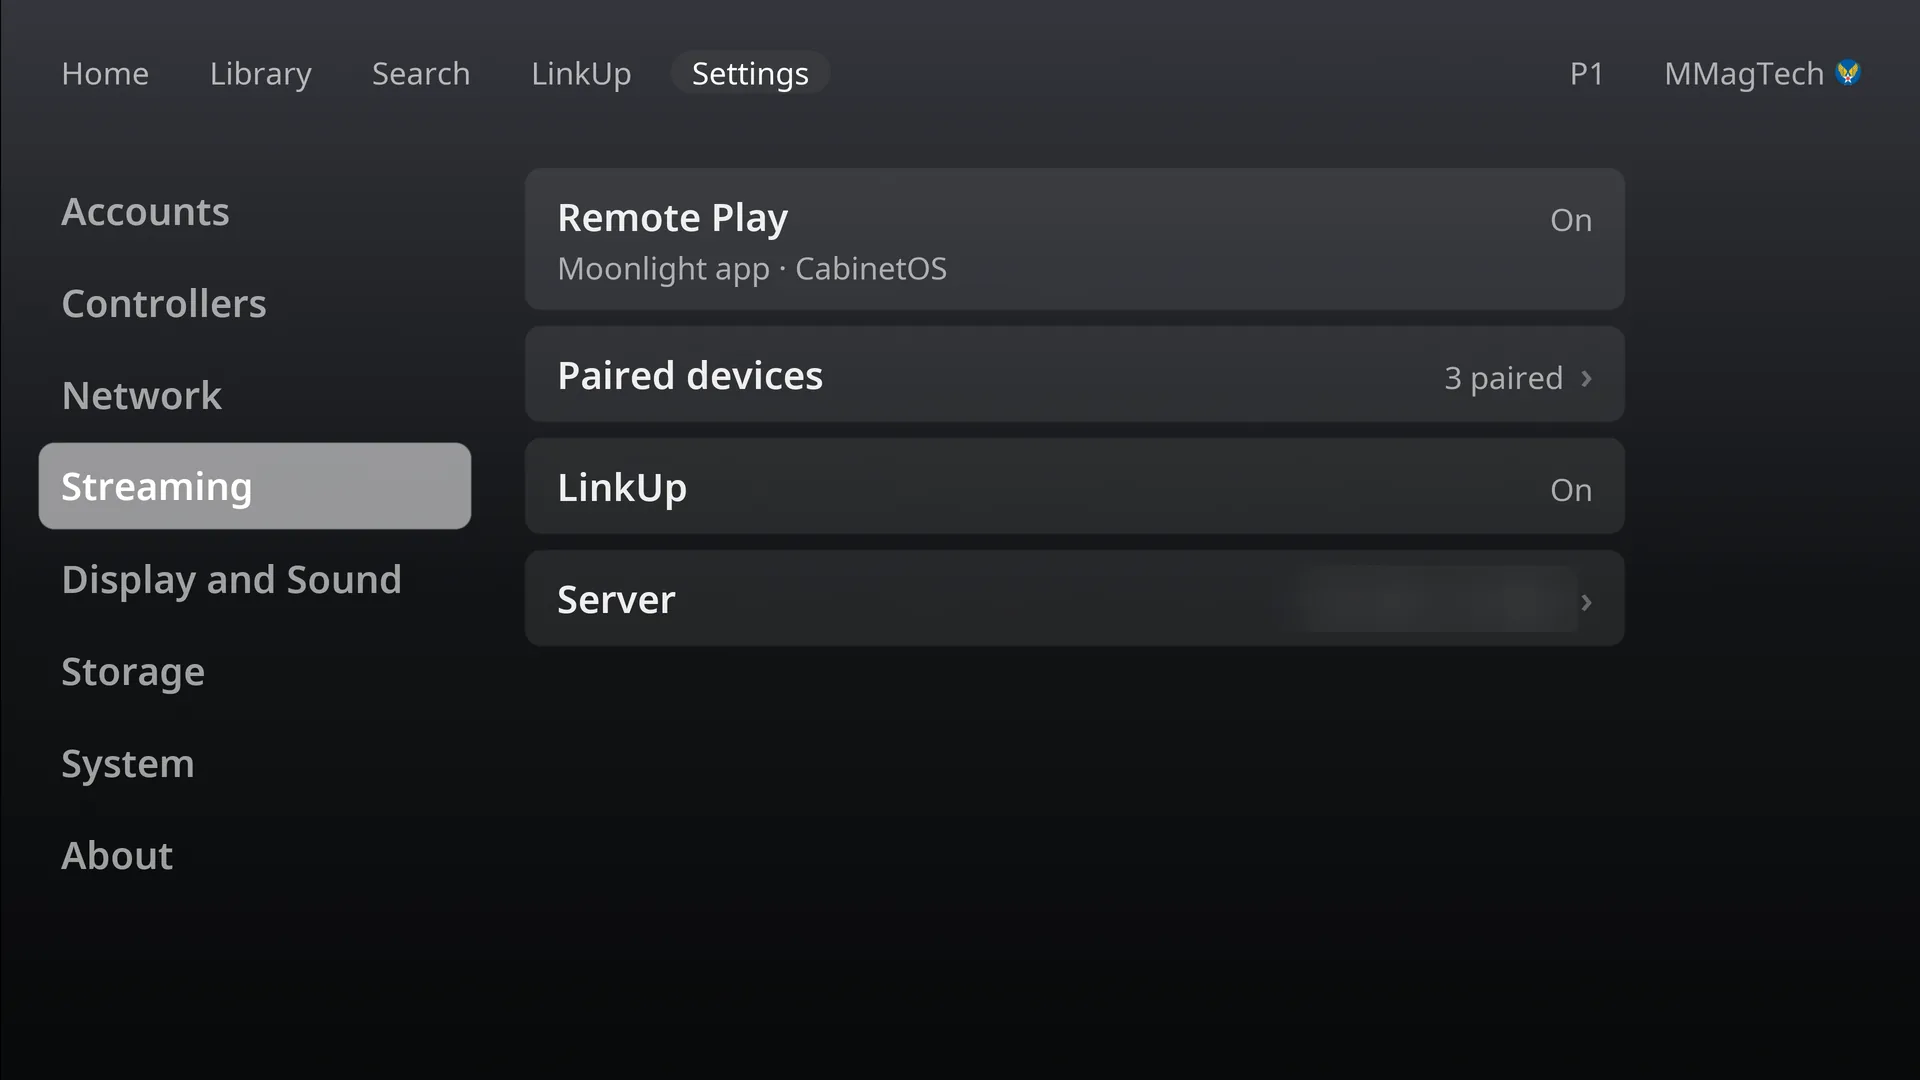 Home
Library
Search
LinkUp
Settings
P1
MMagTech
Accounts
Controllers
Network
Streaming
Display and Sound
Storage
System
About
Remote Play
On
Moonlight app · CabinetOS
Paired devices
3 paired
LinkUp
On
Server